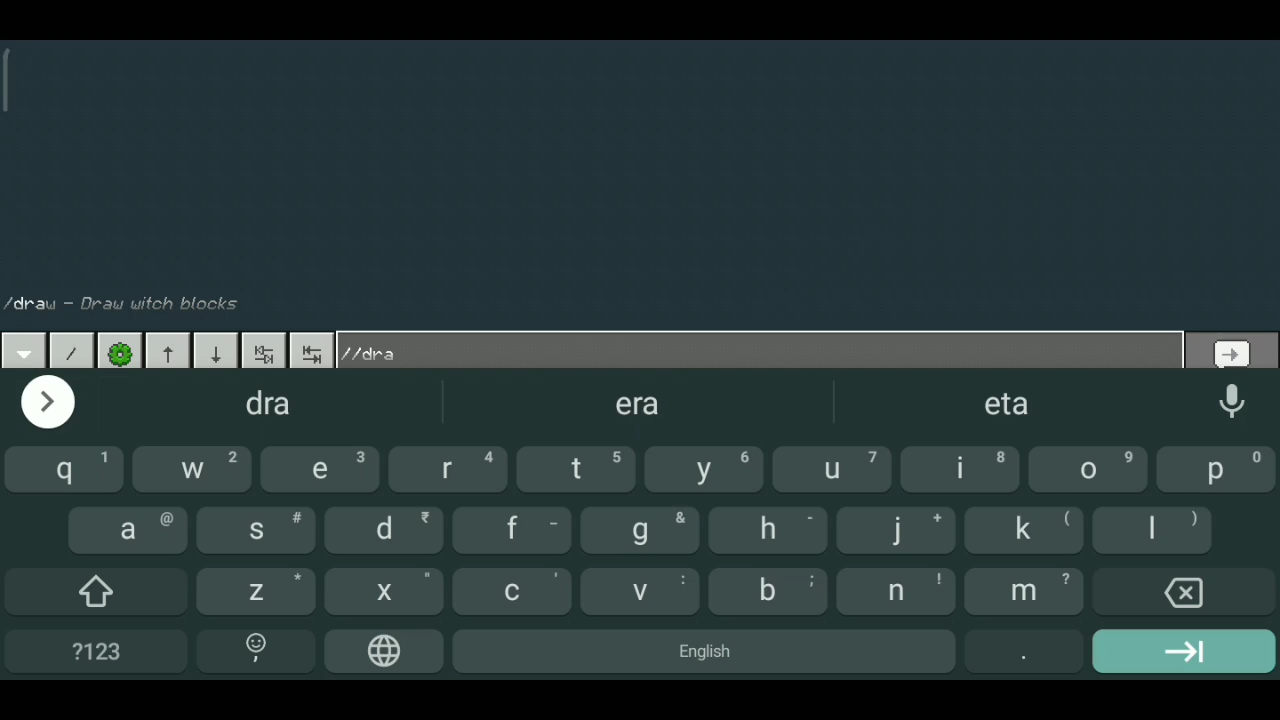 /draw - Draw witch blocks
/ ↑ ↓ //dra
dra era eta
q 1 w 2 e 3 r 4 t 5 y 6 u 7 i 8 o 9 p 0
a @ s # d ₹ f _ g & h - j + k ( l )
z * x " c ' v : b ; n ! m ?
?123 , English .